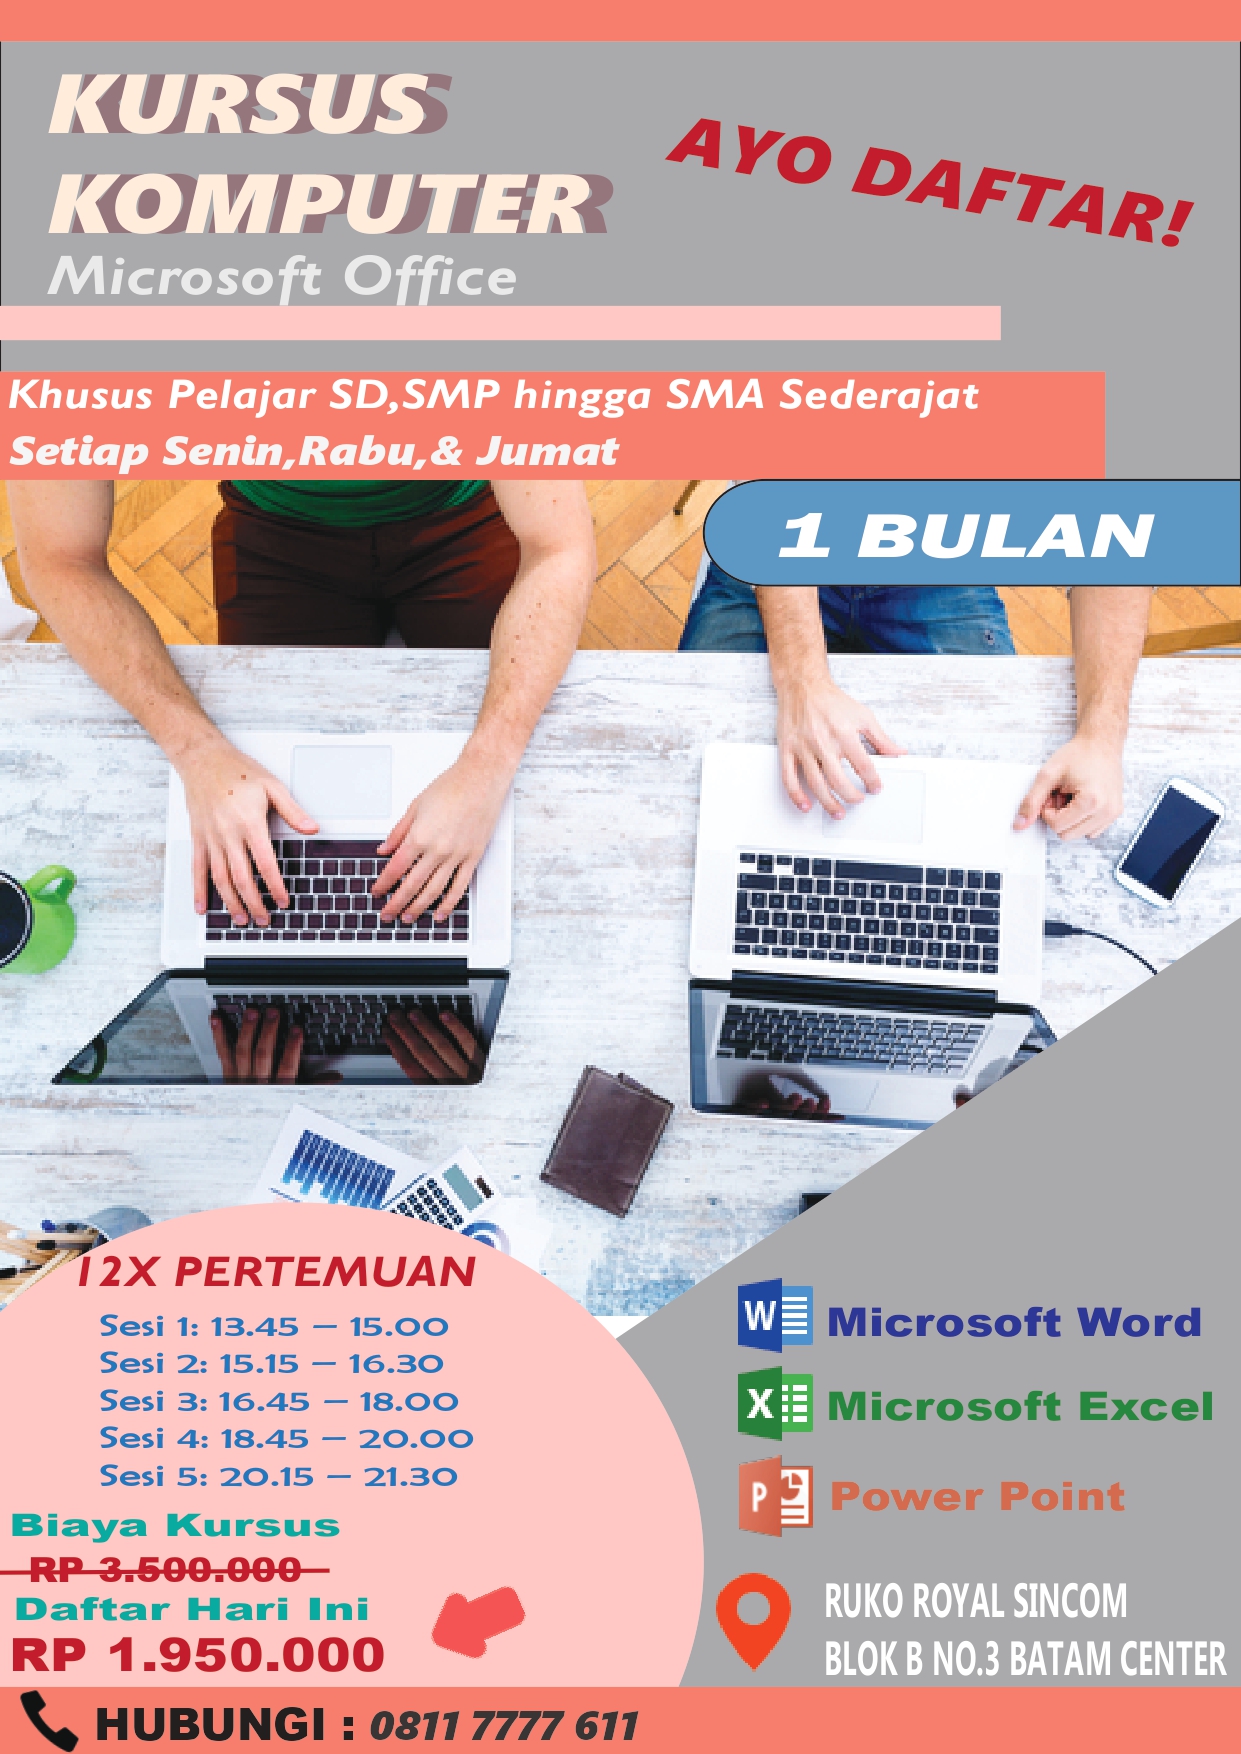 KURSUS
KOMPUTER
Microsoft Office
AYO DAFTAR!
Khusus Pelajar SD,SMP hingga SMA Sederajat
Setiap Senin,Rabu,& Jumat
1 BULAN
12X PERTEMUAN
Sesi 1: 13.45 – 15.00
Sesi 2: 15.15 – 16.30
Sesi 3: 16.45 – 18.00
Sesi 4: 18.45 – 20.00
Sesi 5: 20.15 – 21.30
Biaya Kursus
RP 3.500.000
Daftar Hari Ini
RP 1.950.000
W Microsoft Word
X Microsoft Excel
P Power Point
RUKO ROYAL SINCOM
BLOK B NO.3 BATAM CENTER
HUBUNGI : 0811 7777 611